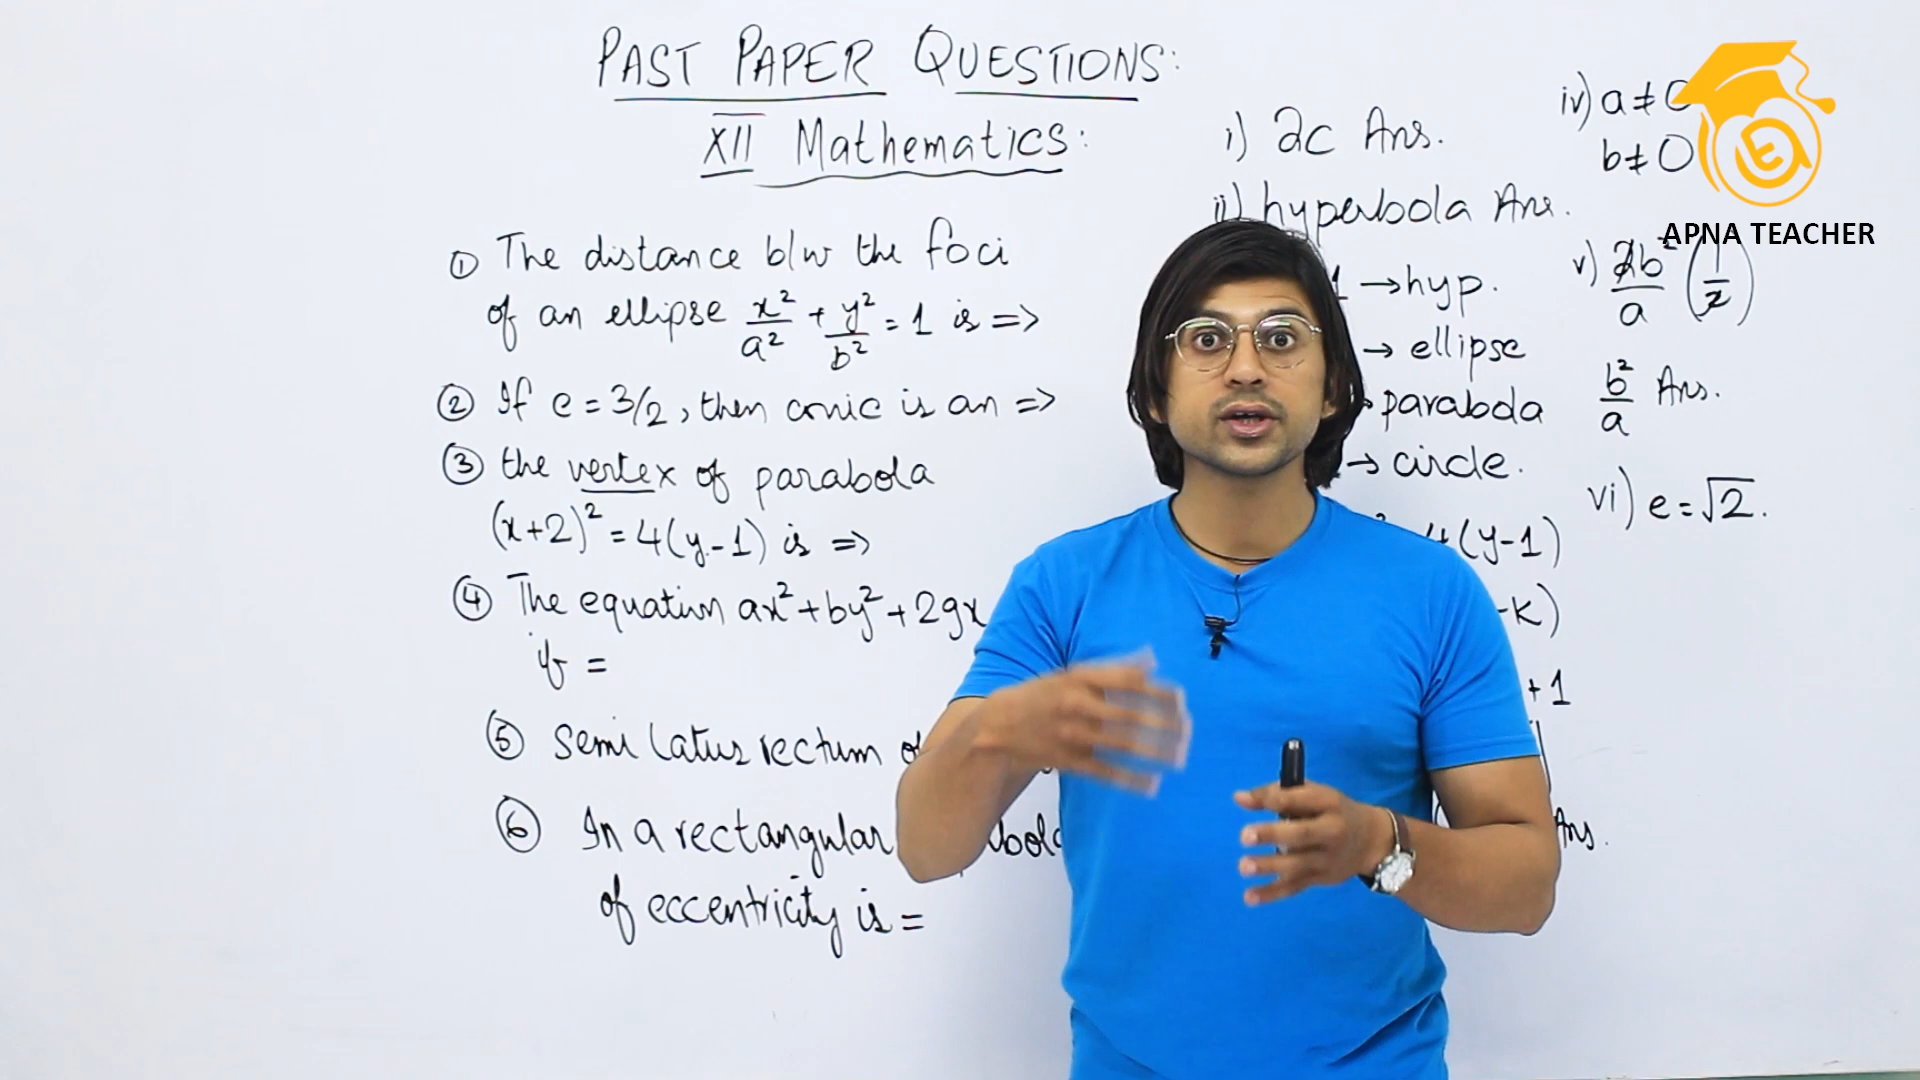 PAST PAPER QUESTIONS:
XII Mathematics:
① The distance b/w the foci
of an ellipse x²/a² + y²/b² = 1 is =>
② If e = 3/2, then conic is an =>
③ the vertex of parabola
(x+2)² = 4(y-1) is =>
④ The equation ax²+by²+2gx
if =
⑤ Semi Latus rectum
⑥ In a rectangular
of eccentricity is =
i) 2c Ans.
ii) hyperbola Ans.
1 → hyp.
→ ellipse
→ parabola
→ circle.
4(y-1)
-k)
+1
Ans.
iv) a ≠ 0
b ≠ 0
v) 2b²/a (1/2)
b²/a Ans.
vi) e = √2.
APNA TEACHER